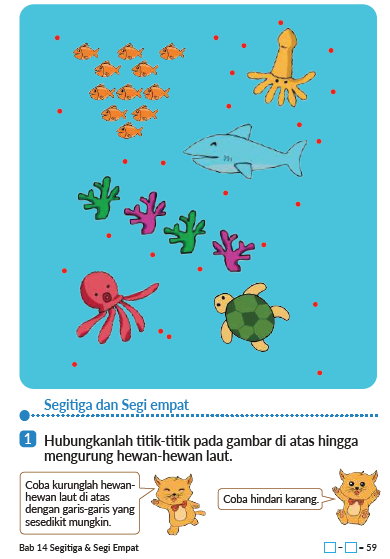 Segitiga dan Segi empat
1 Hubungkanlah titik-titik pada gambar di atas hingga
mengurung hewan-hewan laut.
Coba kurunglah hewan-
hewan laut di atas
dengan garis-garis yang
sesedikit mungkin.
Coba hindari karang.
Bab 14 Segitiga & Segi Empat
□ - □ = 59